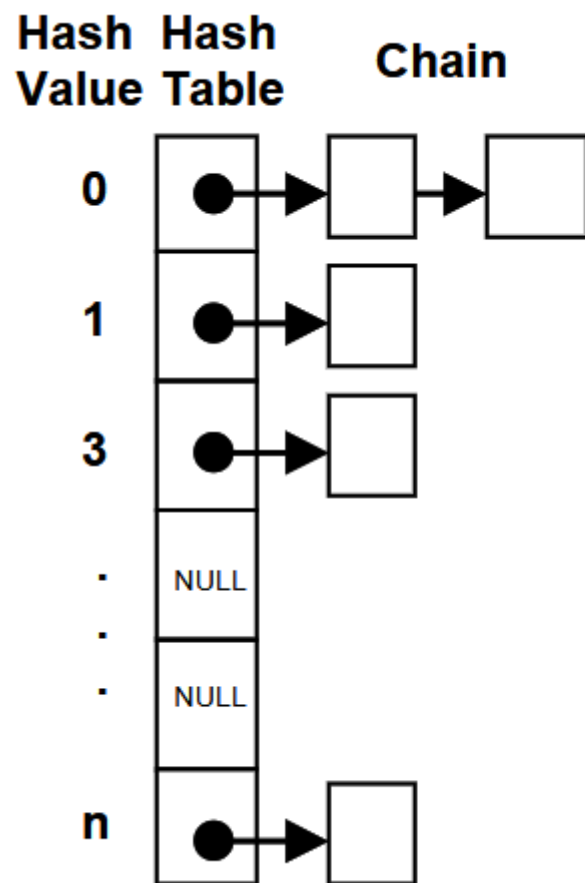 Hash Hash
Value Table
Chain
0
1
3
.
NULL
.
.
NULL
n